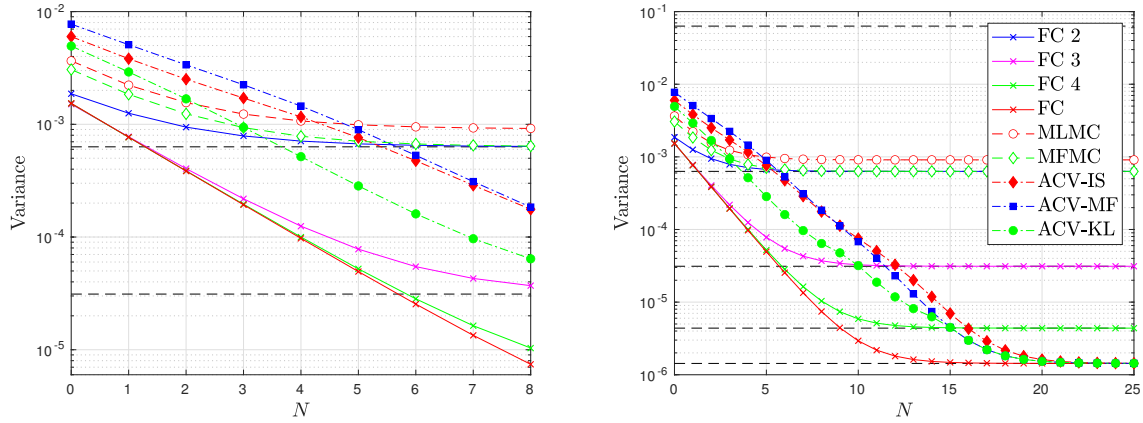 10^-2
10^-3
10^-4
10^-5
Variance
0 1 2 3 4 5 6 7 8
N
10^-1
10^-2
10^-3
10^-4
10^-5
10^-6
Variance
0 5 10 15 20 25
N
FC 2
FC 3
FC 4
FC
MLMC
MFMC
ACV-IS
ACV-MF
ACV-KL